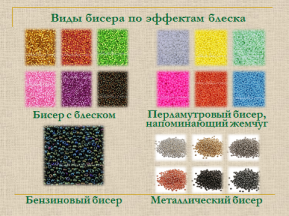 Виды бисера по эффектам блеска
Бисер с блеском
Перламутровый бисер,
напоминающий жемчуг
Бензиновый бисер
Металлический бисер